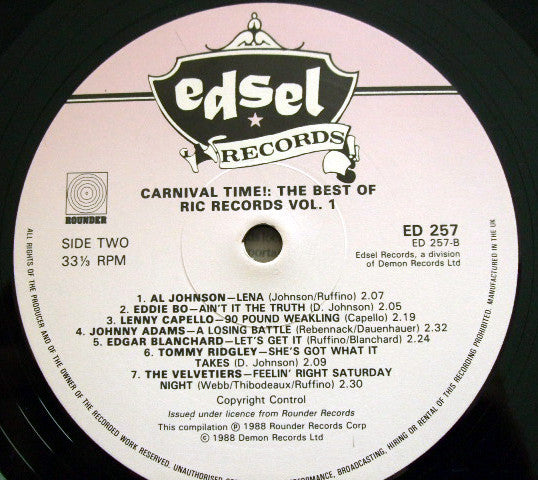 edsel
RECORDS
CARNIVAL TIME!: THE BEST OF
RIC RECORDS VOL. 1
ROUNDER
SIDE TWO
33⅓ RPM
ED 257
ED 257-B
Edsel Records, a division
of Demon Records Ltd
1. AL JOHNSON—LENA (Johnson/Ruffino) 2.07
2. EDDIE BO—AIN'T IT THE TRUTH (D. Johnson) 2.05
3. LENNY CAPELLO—90 POUND WEAKLING (Capello) 2.19
4. JOHNNY ADAMS—A LOSING BATTLE (Rebennack/Dauenhauer) 2.32
5. EDGAR BLANCHARD—LET'S GET IT (Ruffino/Blanchard) 2.24
6. TOMMY RIDGLEY—SHE'S GOT WHAT IT
TAKES (D. Johnson) 2.09
7. THE VELVETIERS—FEELIN' RIGHT SATURDAY
NIGHT (Webb/Thibodeaux/Ruffino) 2.30
Copyright Control
Issued under licence from Rounder Records
This compilation ℗ 1988 Rounder Records Corp
© 1988 Demon Records Ltd
ALL RIGHTS OF THE PRODUCER AND OF THE OWNER OF THE RECORDED WORK RESERVED. UNAUTHORISED PERFORMANCE, BROADCASTING, HIRING OR RENTAL OF THIS RECORDING PROHIBITED. MANUFACTURED IN THE UK